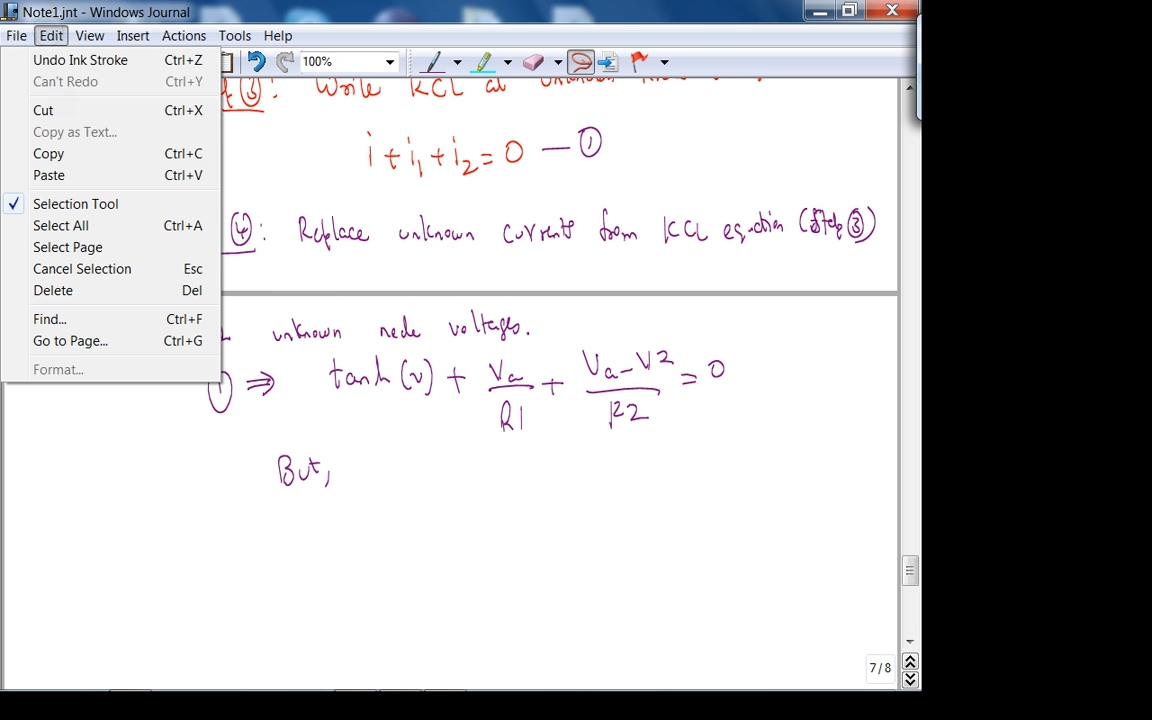 Note1.jnt - Windows Journal
File Edit View Insert Actions Tools Help
Undo Ink Stroke Ctrl+Z
Can't Redo Ctrl+Y
Cut Ctrl+X
Copy as Text...
Copy Ctrl+C
Paste Ctrl+V
Selection Tool
Select All Ctrl+A
Select Page
Cancel Selection Esc
Delete Del
Find... Ctrl+F
Go to Page... Ctrl+G
Format...
100%
(3): Write KCL at unknown
i + i1 + i2 = 0 — ①
④: Replace unknown currents from KCL equation (Step ③)
unknown node voltages.
① ⇒ tanh(v) + Va/R1 + (Va-V2)/R2 = 0
But,
7 / 8